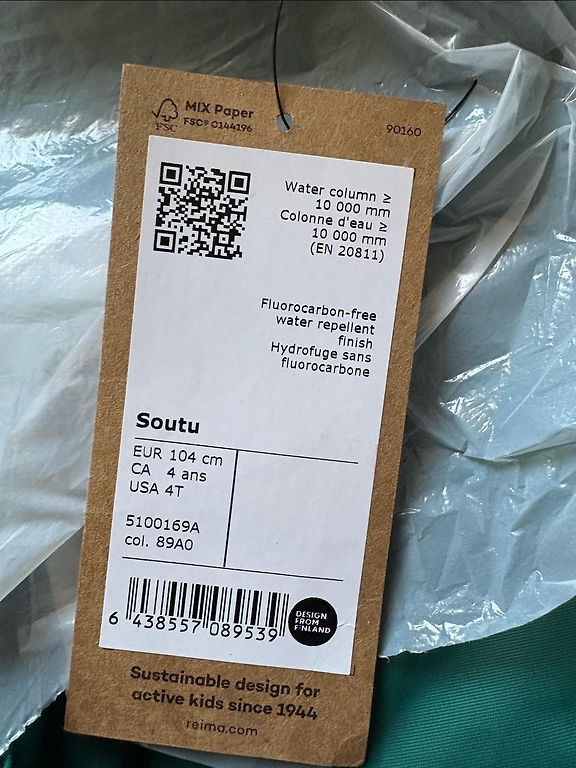 MIX Paper
FSC® C144196
FSC
90160
Water column ≥
10 000 mm
Colonne d'eau ≥
10 000 mm
(EN 20811)
Fluorocarbon-free
water repellent
finish
Hydrofuge sans
fluorocarbone
Soutu
EUR 104 cm
CA 4 ans
USA 4T
5100169A
col. 89A0
6 438557 089539
DESIGN
FROM
FINLAND
Sustainable design for
active kids since 1944
reima.com